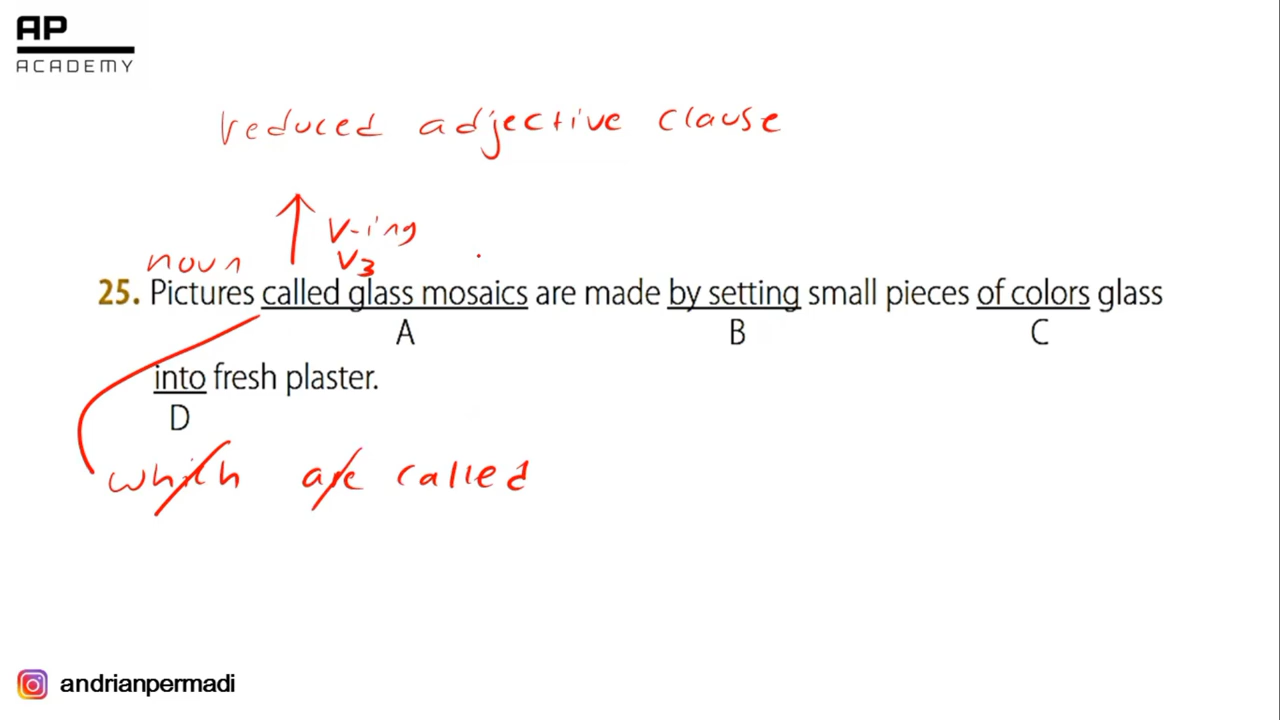 AP
ACADEMY
reduced adjective clause
V-ing
noun V3
25. Pictures called glass mosaics are made by setting small pieces of colors glass
A B C
into fresh plaster.
D
which are called
andrianpermadi